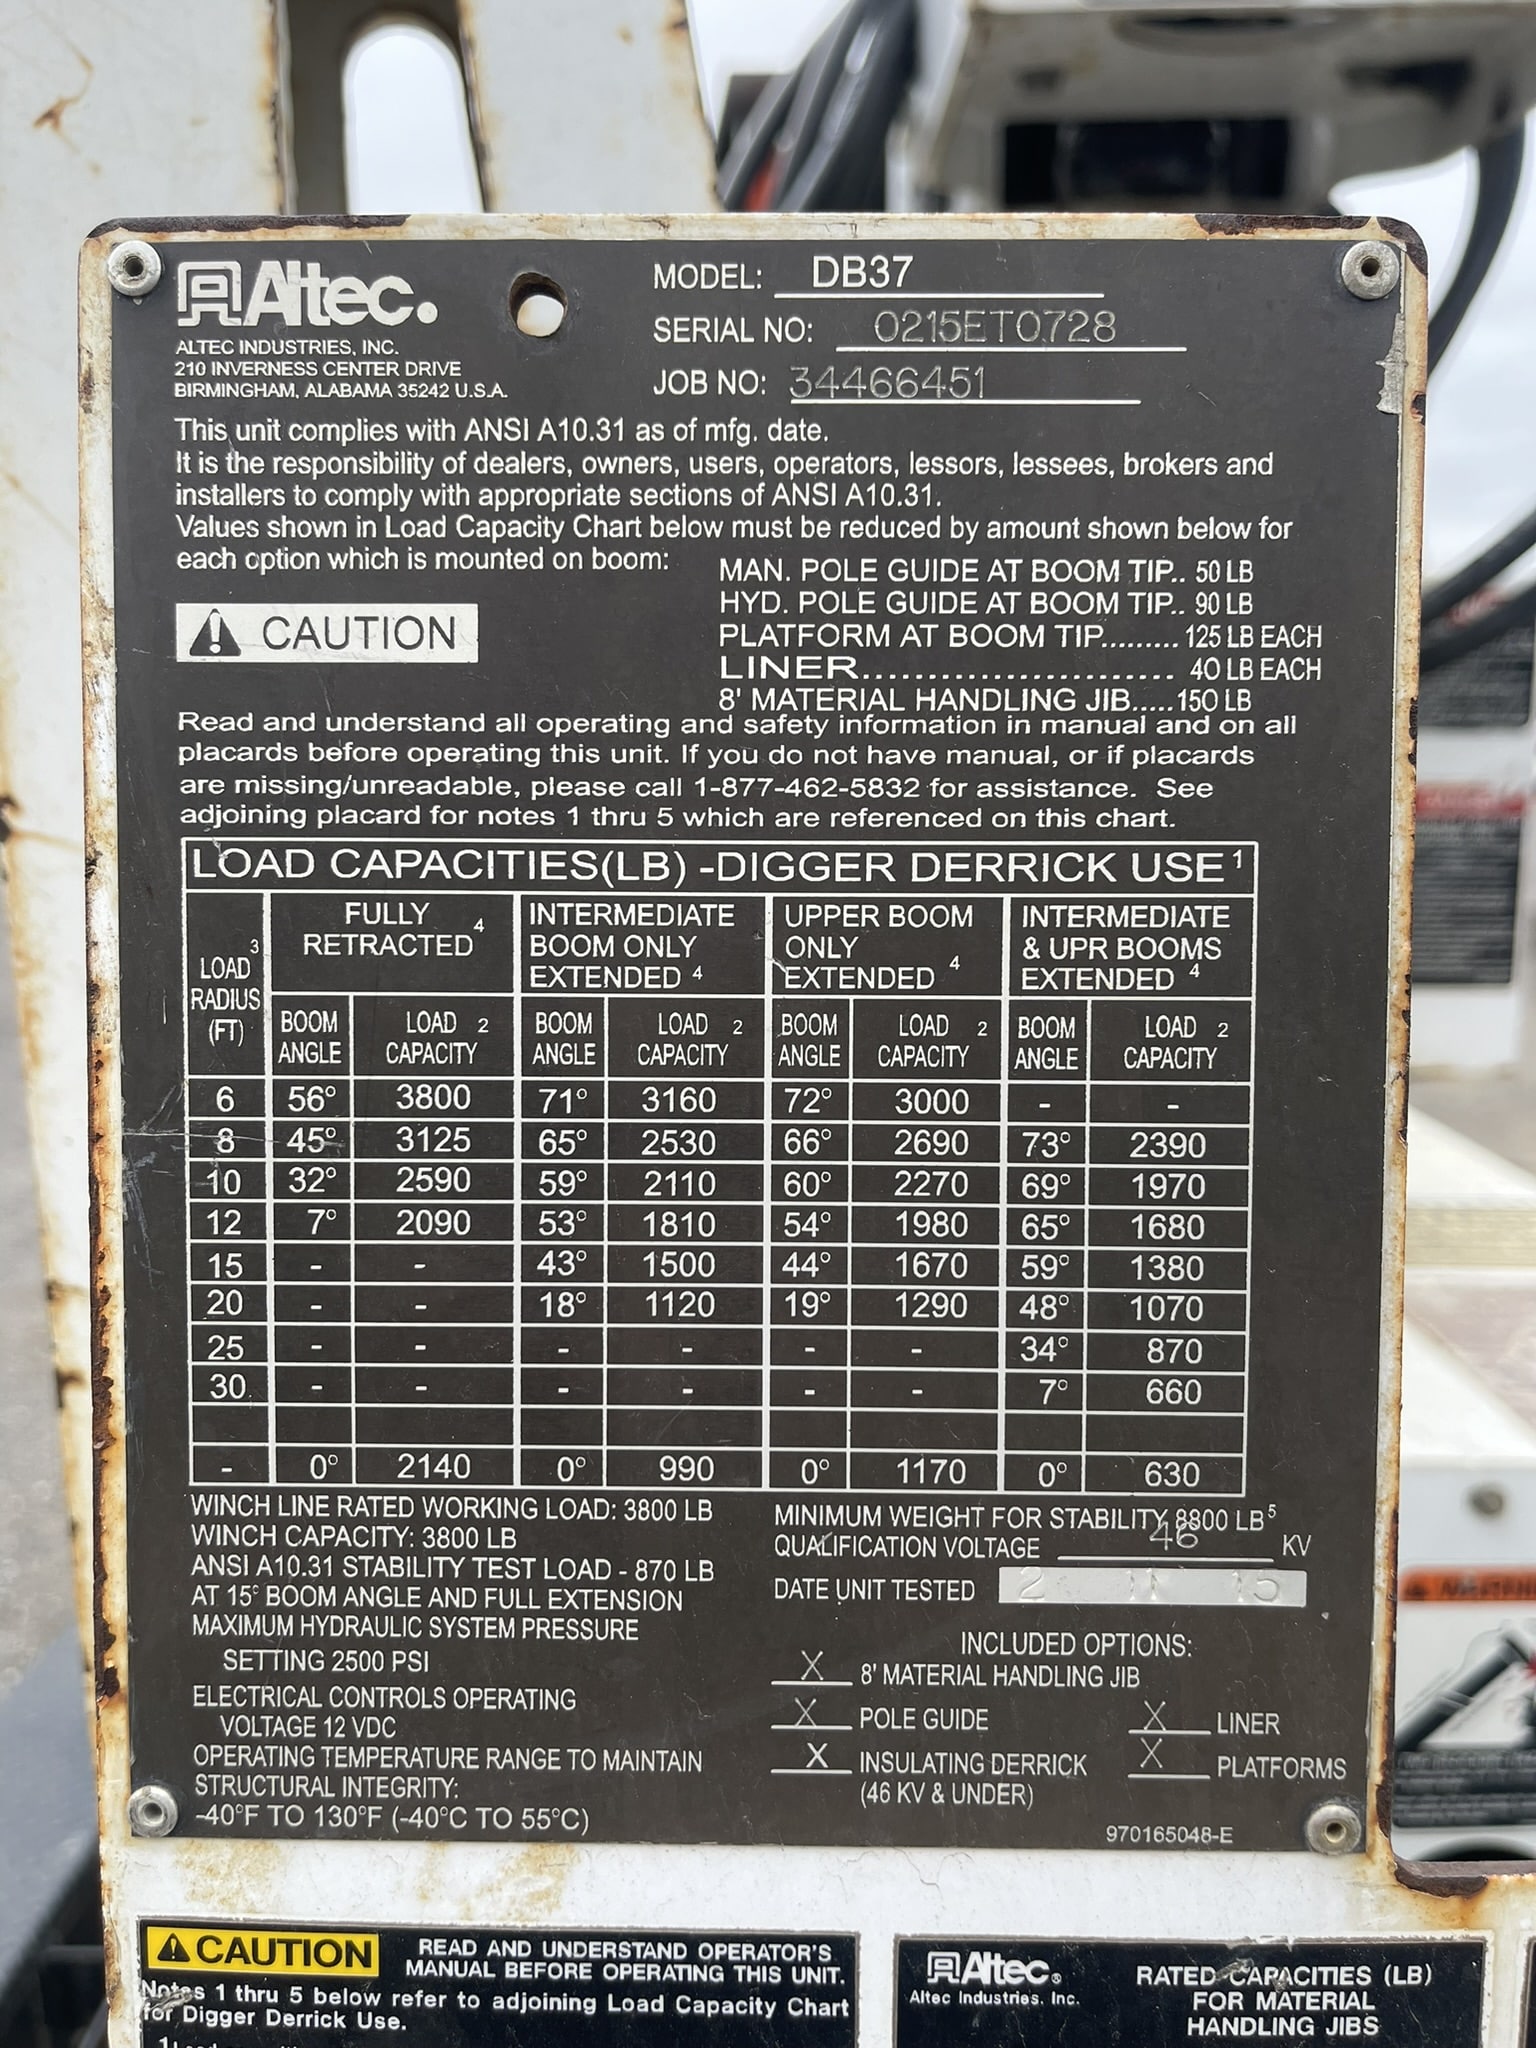 Altec.
ALTEC INDUSTRIES, INC.
210 INVERNESS CENTER DRIVE
BIRMINGHAM, ALABAMA 35242 U.S.A.
MODEL: DB37
SERIAL NO: 0215ET0728
JOB NO: 34466451
This unit complies with ANSI A10.31 as of mfg. date.
It is the responsibility of dealers, owners, users, operators, lessors, lessees, brokers and
installers to comply with appropriate sections of ANSI A10.31.
Values shown in Load Capacity Chart below must be reduced by amount shown below for
each option which is mounted on boom:
MAN. POLE GUIDE AT BOOM TIP.. 50 LB
HYD. POLE GUIDE AT BOOM TIP.. 90 LB
PLATFORM AT BOOM TIP......... 125 LB EACH
LINER........................ 40 LB EACH
8' MATERIAL HANDLING JIB.....150 LB
CAUTION
Read and understand all operating and safety information in manual and on all
placards before operating this unit. If you do not have manual, or if placards
are missing/unreadable, please call 1-877-462-5832 for assistance. See
adjoining placard for notes 1 thru 5 which are referenced on this chart.
LOAD CAPACITIES(LB) -DIGGER DERRICK USE 1
LOAD 3 RADIUS (FT) FULLY RETRACTED 4 INTERMEDIATE BOOM ONLY EXTENDED 4 UPPER BOOM ONLY EXTENDED 4 INTERMEDIATE & UPR BOOMS EXTENDED 4
BOOM ANGLE LOAD 2 CAPACITY BOOM ANGLE LOAD 2 CAPACITY BOOM ANGLE LOAD 2 CAPACITY BOOM ANGLE LOAD 2 CAPACITY
6 56° 3800 71° 3160 72° 3000 - -
8 45° 3125 65° 2530 66° 2690 73° 2390
10 32° 2590 59° 2110 60° 2270 69° 1970
12 7° 2090 53° 1810 54° 1980 65° 1680
15 - - 43° 1500 44° 1670 59° 1380
20 - - 18° 1120 19° 1290 48° 1070
25 - - - - - - 34° 870
30 - - - - - - 7° 660
- 0° 2140 0° 990 0° 1170 0° 630
WINCH LINE RATED WORKING LOAD: 3800 LB
WINCH CAPACITY: 3800 LB
ANSI A10.31 STABILITY TEST LOAD - 870 LB
AT 15° BOOM ANGLE AND FULL EXTENSION
MAXIMUM HYDRAULIC SYSTEM PRESSURE
SETTING 2500 PSI
ELECTRICAL CONTROLS OPERATING
VOLTAGE 12 VDC
OPERATING TEMPERATURE RANGE TO MAINTAIN
STRUCTURAL INTEGRITY:
-40°F TO 130°F (-40°C TO 55°C)
MINIMUM WEIGHT FOR STABILITY 8800 LB5
QUALIFICATION VOLTAGE 46 KV
DATE UNIT TESTED 2 11 15
INCLUDED OPTIONS:
X 8' MATERIAL HANDLING JIB
X POLE GUIDE X LINER
X INSULATING DERRICK X PLATFORMS
(46 KV & UNDER)
970165048-E
CAUTION
READ AND UNDERSTAND OPERATOR'S
MANUAL BEFORE OPERATING THIS UNIT.
Notes 1 thru 5 below refer to adjoining Load Capacity Chart
for Digger Derrick Use.
Altec
Altec Industries, Inc.
RATED CAPACITIES (LB)
FOR MATERIAL
HANDLING JIBS